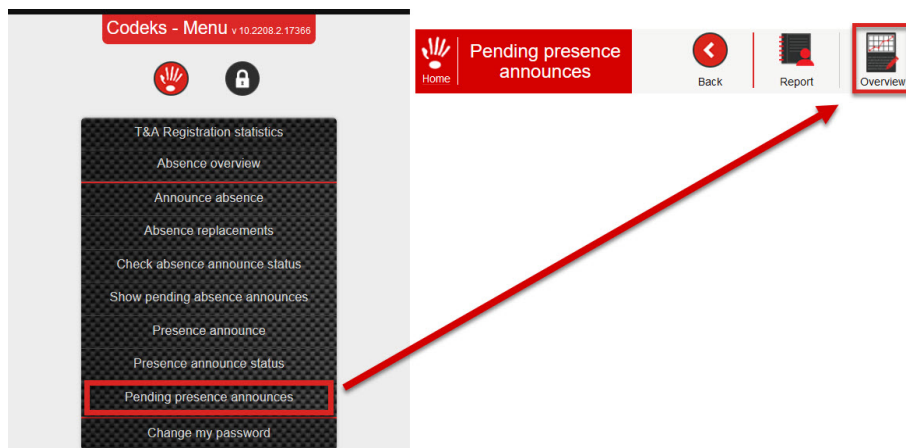 Codeks - Menu v 10.2208.2.17366
T&A Registration statistics
Absence overview
Announce absence
Absence replacements
Check absence announce status
Show pending absence announces
Presence announce
Presence announce status
Pending presence announces
Change my password
Home
Pending presence
announces
Back
Report
Overview